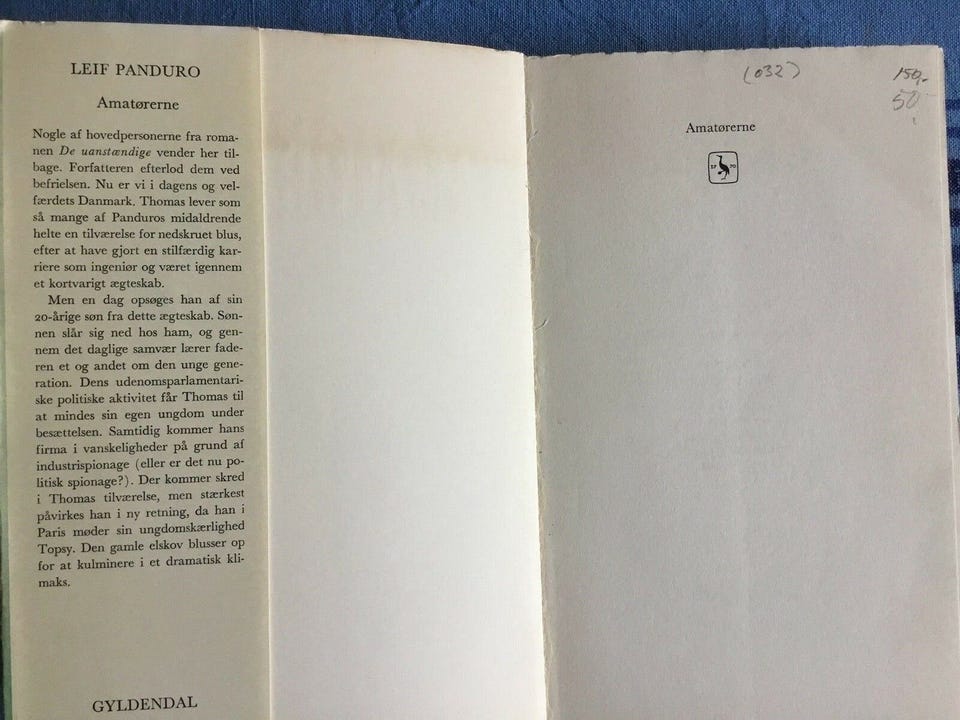 LEIF PANDURO
Amatørerne
Nogle af hovedpersonerne fra roma-
nen De uanstændige vender her til-
bage. Forfatteren efterlod dem ved
befrielsen. Nu er vi i dagens og vel-
færdets Danmark. Thomas lever som
så mange af Panduros midaldrende
helte en tilværelse for nedskruet blus,
efter at have gjort en stilfærdig kar-
riere som ingeniør og været igennem
et kortvarigt ægteskab.
Men en dag opsøges han af sin
20-årige søn fra dette ægteskab. Søn-
nen slår sig ned hos ham, og gen-
nem det daglige samvær lærer fade-
ren et og andet om den unge gene-
ration. Dens udenomsparlamentari-
ske politiske aktivitet får Thomas til
at mindes sin egen ungdom under
besættelsen. Samtidig kommer hans
firma i vanskeligheder på grund af
industrispionage (eller er det nu po-
litisk spionage?). Der kommer skred
i Thomas tilværelse, men stærkest
påvirkes han i ny retning, da han i
Paris møder sin ungdomskærlighed
Topsy. Den gamle elskov blusser op
for at kulminere i et dramatisk kli-
maks.
GYLDENDAL
(032)
150,-
50
Amatørerne
17 70